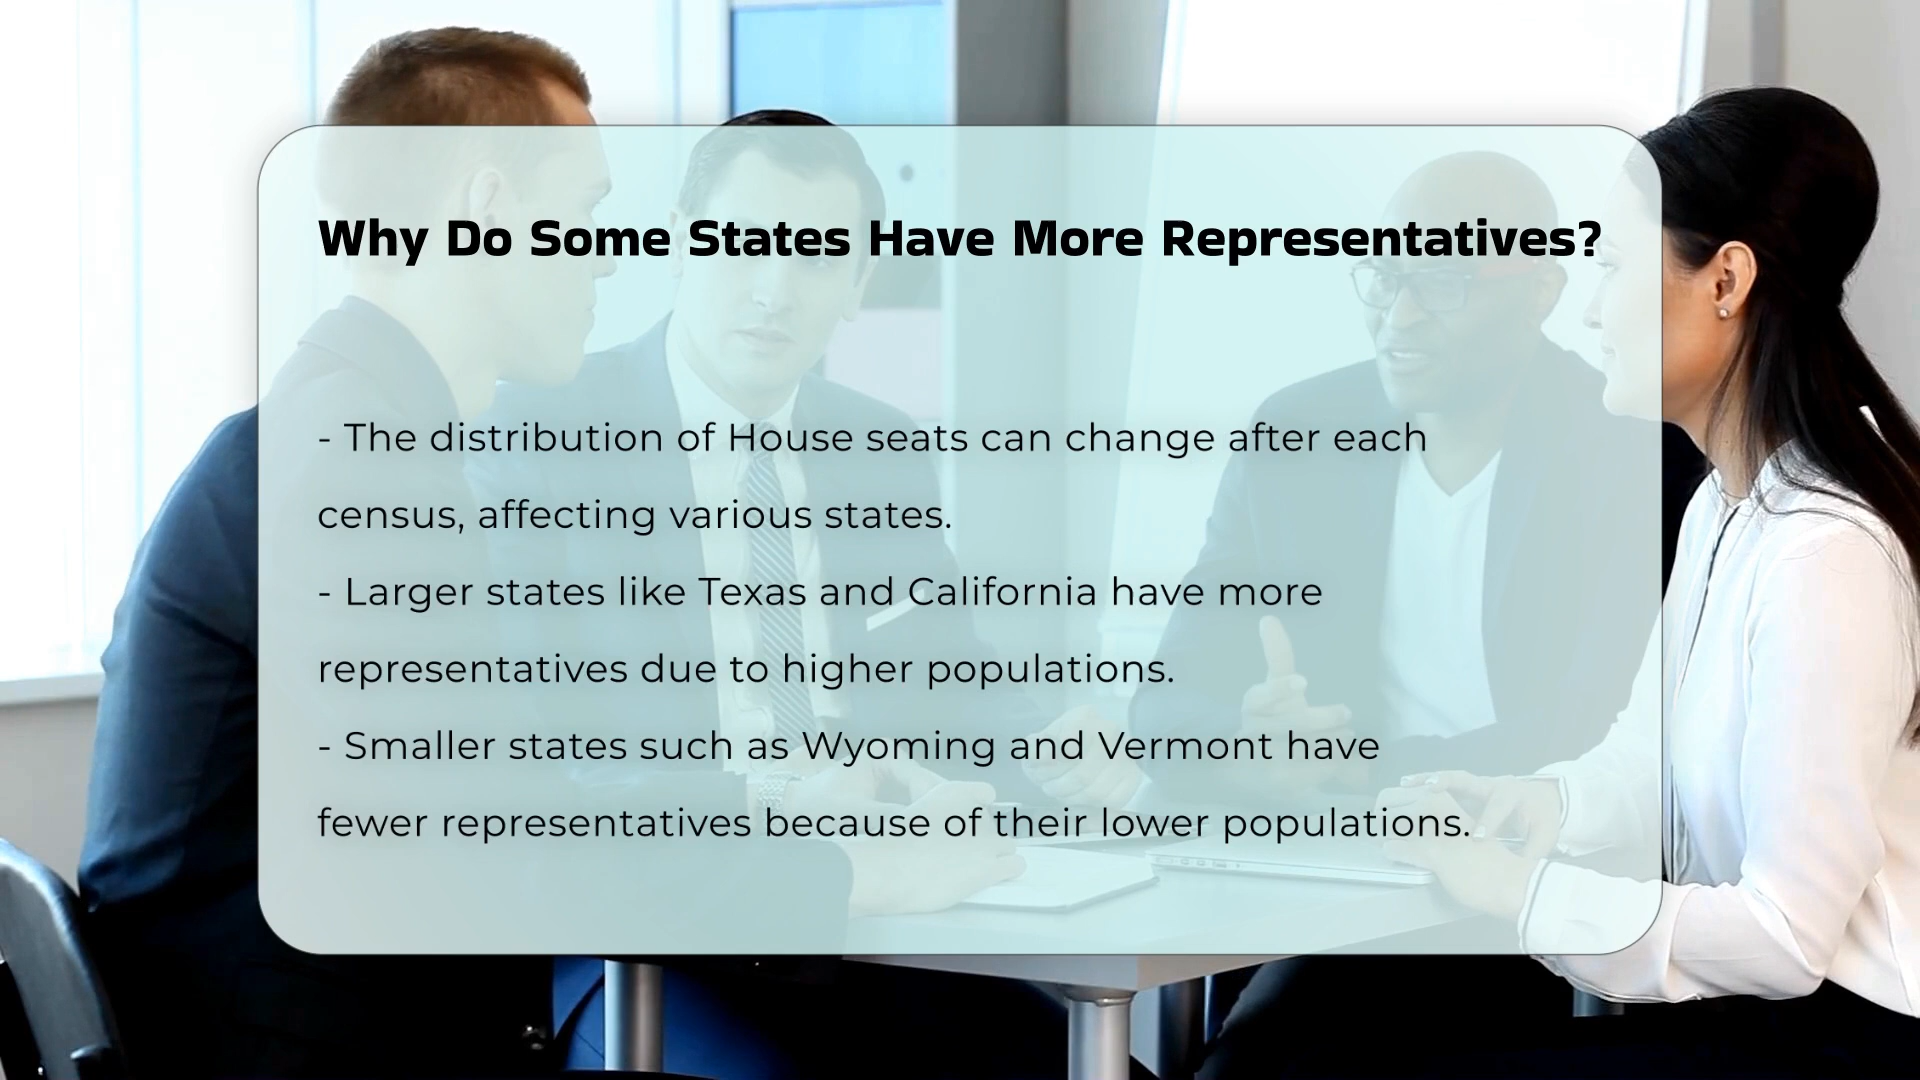 Why Do Some States Have More Representatives?
- The distribution of House seats can change after each
census, affecting various states.
- Larger states like Texas and California have more
representatives due to higher populations.
- Smaller states such as Wyoming and Vermont have
fewer representatives because of their lower populations.